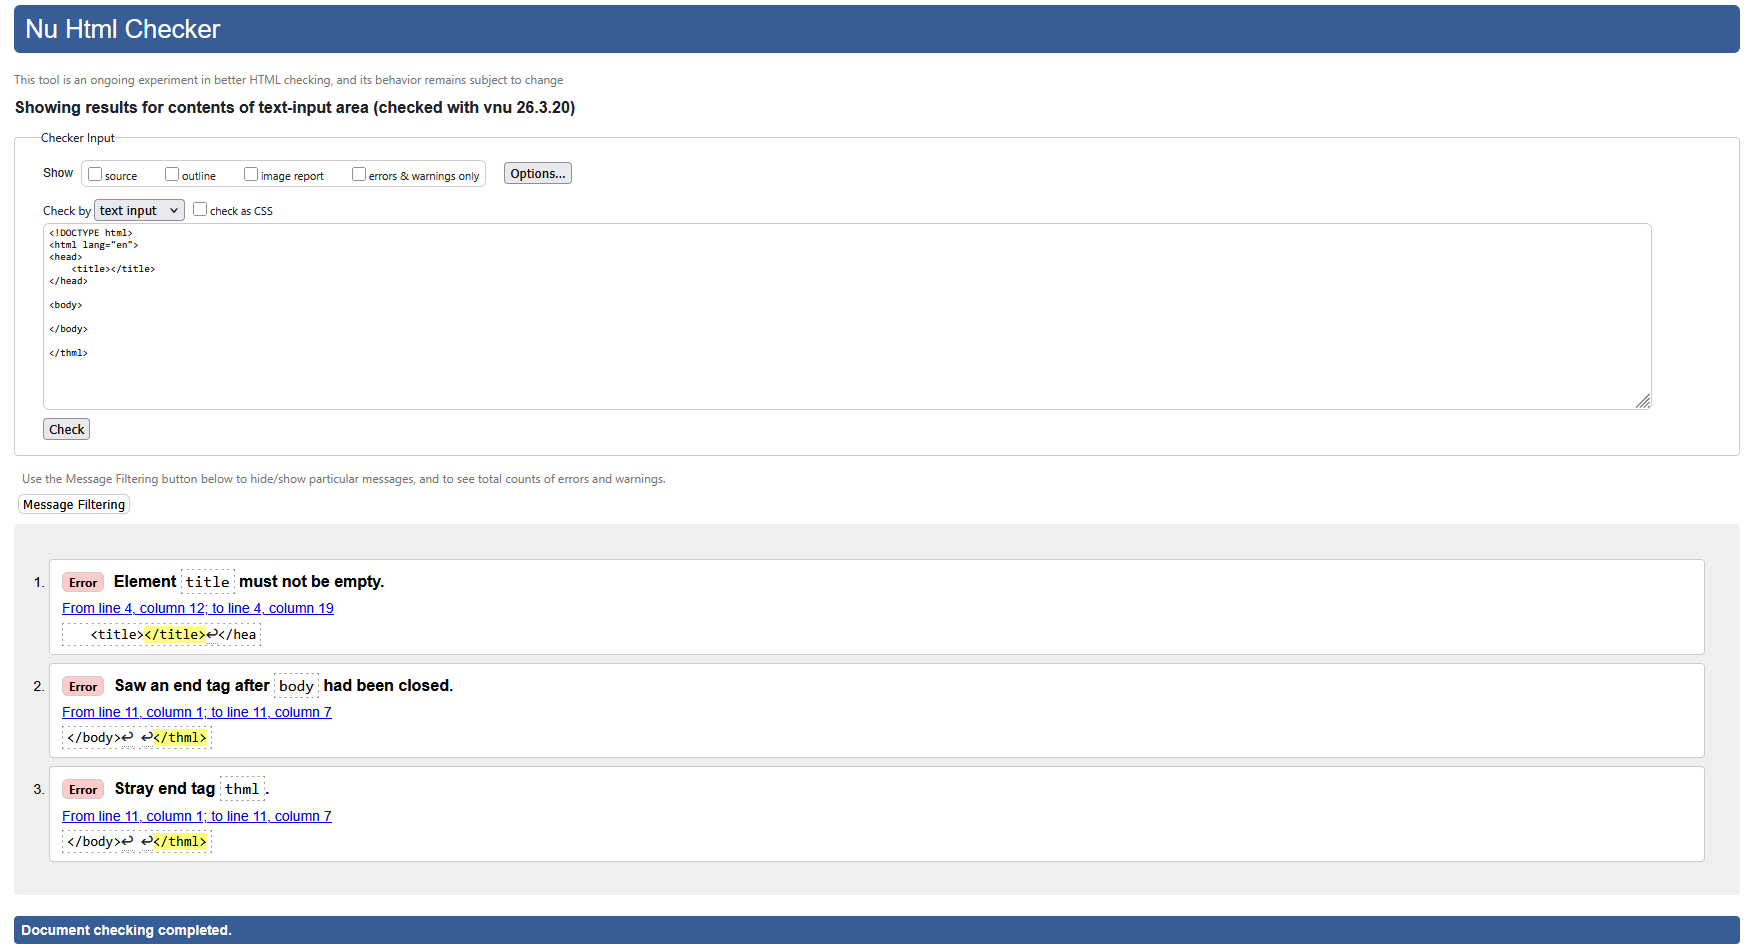 Nu Html Checker
This tool is an ongoing experiment in better HTML checking, and its behavior remains subject to change
Showing results for contents of text-input area (checked with vnu 26.3.20)
Checker Input
Show source outline image report errors & warnings only Options...
Check by text input check as CSS
<!DOCTYPE html>
<html lang="en">
<head>
    <title></title>
</head>
<body>
</body>
</thml>
Check
Use the Message Filtering button below to hide/show particular messages, and to see total counts of errors and warnings.
Message Filtering
1. Error Element title must not be empty.
From line 4, column 12; to line 4, column 19
<title></title>↩</hea
2. Error Saw an end tag after body had been closed.
From line 11, column 1; to line 11, column 7
</body>↩ ↩</thml>
3. Error Stray end tag thml.
From line 11, column 1; to line 11, column 7
</body>↩ ↩</thml>
Document checking completed.